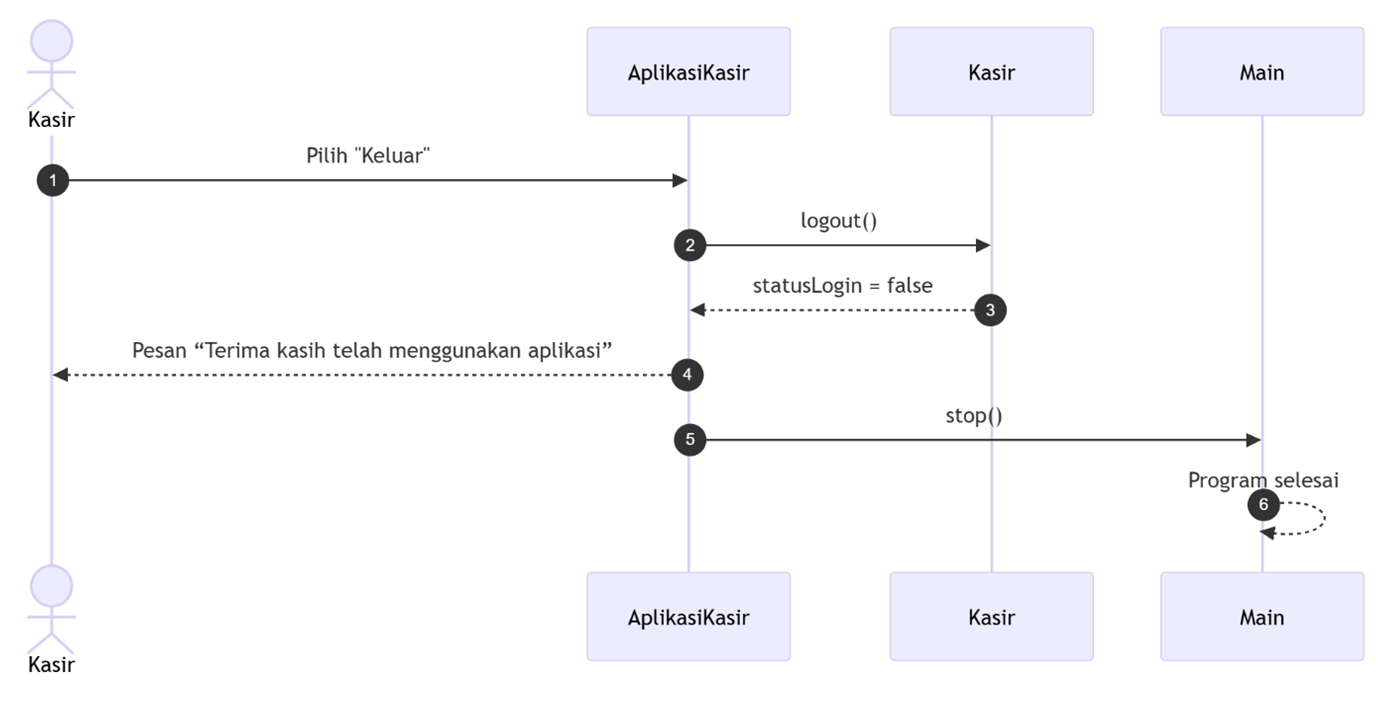 Kasir
AplikasiKasir
Kasir
Main
Pilih "Keluar"
1
logout()
2
statusLogin = false
3
Pesan “Terima kasih telah menggunakan aplikasi”
4
stop()
5
Program selesai
6
Kasir
AplikasiKasir
Kasir
Main